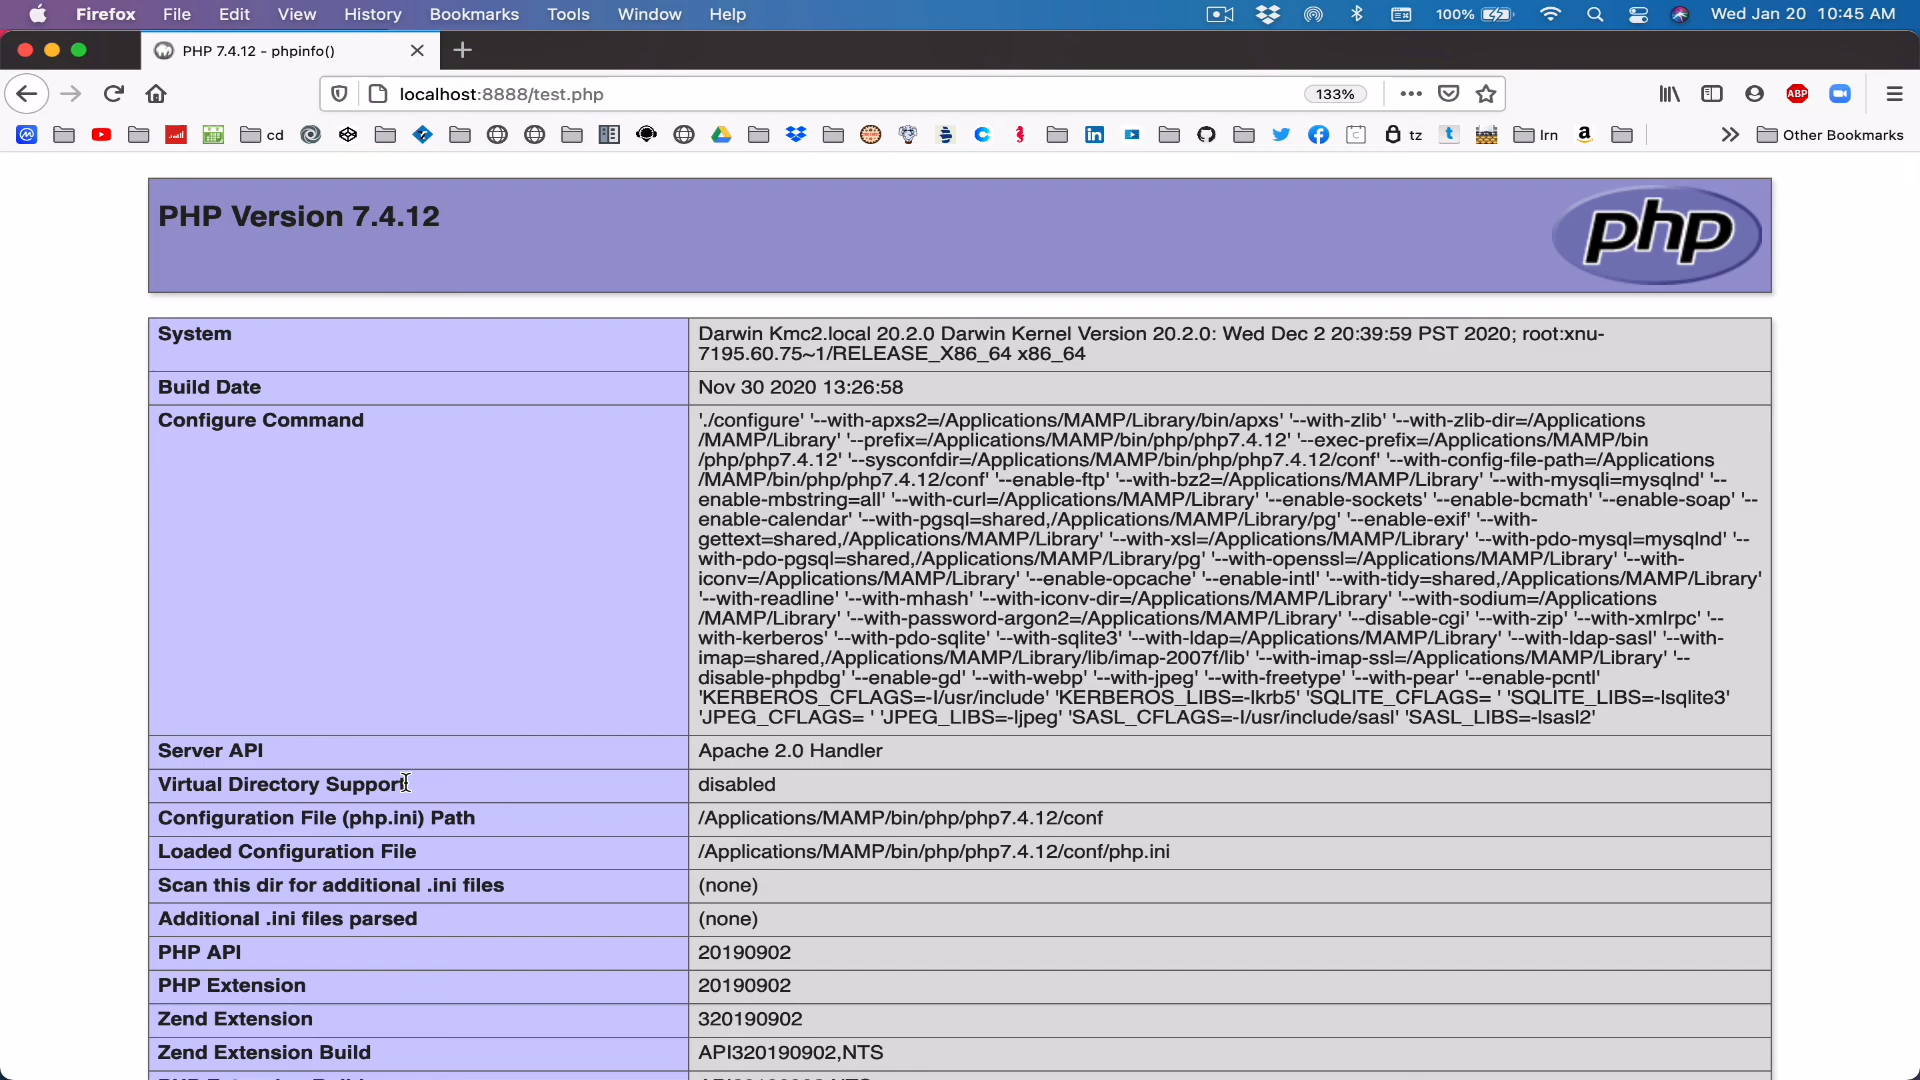 Firefox File Edit View History Bookmarks Tools Window Help 100% Wed Jan 20 10:45 AM
PHP 7.4.12 - phpinfo()
localhost:8888/test.php 133% ABP
cd C tz t Irn a Other Bookmarks
PHP Version 7.4.12 php
System Darwin Kmc2.local 20.2.0 Darwin Kernel Version 20.2.0: Wed Dec 2 20:39:59 PST 2020; root:xnu-
7195.60.75~1/RELEASE_X86_64 x86_64
Build Date Nov 30 2020 13:26:58
Configure Command './configure' '--with-apxs2=/Applications/MAMP/Library/bin/apxs' '--with-zlib' '--with-zlib-dir=/Applications
/MAMP/Library' '--prefix=/Applications/MAMP/bin/php/php7.4.12' '--exec-prefix=/Applications/MAMP/bin
/php/php7.4.12' '--sysconfdir=/Applications/MAMP/bin/php/php7.4.12/conf' '--with-config-file-path=/Applications
/MAMP/bin/php/php7.4.12/conf' '--enable-ftp' '--with-bz2=/Applications/MAMP/Library' '--with-mysqli=mysqlnd' '--
enable-mbstring=all' '--with-curl=/Applications/MAMP/Library' '--enable-sockets' '--enable-bcmath' '--enable-soap' '--
enable-calendar' '--with-pgsql=shared,/Applications/MAMP/Library/pg' '--enable-exif' '--with-
gettext=shared,/Applications/MAMP/Library' '--with-xsl=/Applications/MAMP/Library' '--with-pdo-mysql=mysqlnd' '--
with-pdo-pgsql=shared,/Applications/MAMP/Library/pg' '--with-openssl=/Applications/MAMP/Library' '--with-
iconv=/Applications/MAMP/Library' '--enable-opcache' '--enable-intl' '--with-tidy=shared,/Applications/MAMP/Library'
'--with-readline' '--with-mhash' '--with-iconv-dir=/Applications/MAMP/Library' '--with-sodium=/Applications
/MAMP/Library' '--with-password-argon2=/Applications/MAMP/Library' '--disable-cgi' '--with-zip' '--with-xmlrpc' '--
with-kerberos' '--with-pdo-sqlite' '--with-sqlite3' '--with-ldap=/Applications/MAMP/Library' '--with-ldap-sasl' '--with-
imap=shared,/Applications/MAMP/Library/lib/imap-2007f/lib' '--with-imap-ssl=/Applications/MAMP/Library' '--
disable-phpdbg' '--enable-gd' '--with-webp' '--with-jpeg' '--with-freetype' '--with-pear' '--enable-pcntl'
'KERBEROS_CFLAGS=-I/usr/include' 'KERBEROS_LIBS=-lkrb5' 'SQLITE_CFLAGS= ' 'SQLITE_LIBS=-lsqlite3'
'JPEG_CFLAGS= ' 'JPEG_LIBS=-ljpeg' 'SASL_CFLAGS=-I/usr/include/sasl' 'SASL_LIBS=-lsasl2'
Server API Apache 2.0 Handler
Virtual Directory Support disabled
Configuration File (php.ini) Path /Applications/MAMP/bin/php/php7.4.12/conf
Loaded Configuration File /Applications/MAMP/bin/php/php7.4.12/conf/php.ini
Scan this dir for additional .ini files (none)
Additional .ini files parsed (none)
PHP API 20190902
PHP Extension 20190902
Zend Extension 320190902
Zend Extension Build API320190902,NTS